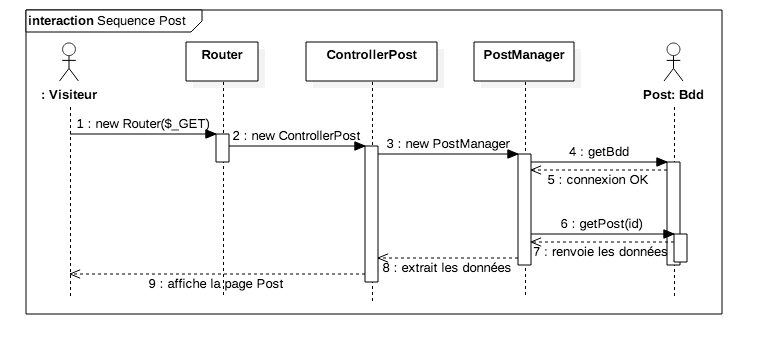 interaction Sequence Post
Router
ControllerPost
PostManager
: Visiteur
Post: Bdd
1 : new Router($_GET)
2 : new ControllerPost
3 : new PostManager
4 : getBdd
5 : connexion OK
6 : getPost(id)
7 : renvoie les données
8 : extrait les données
9 : affiche la page Post